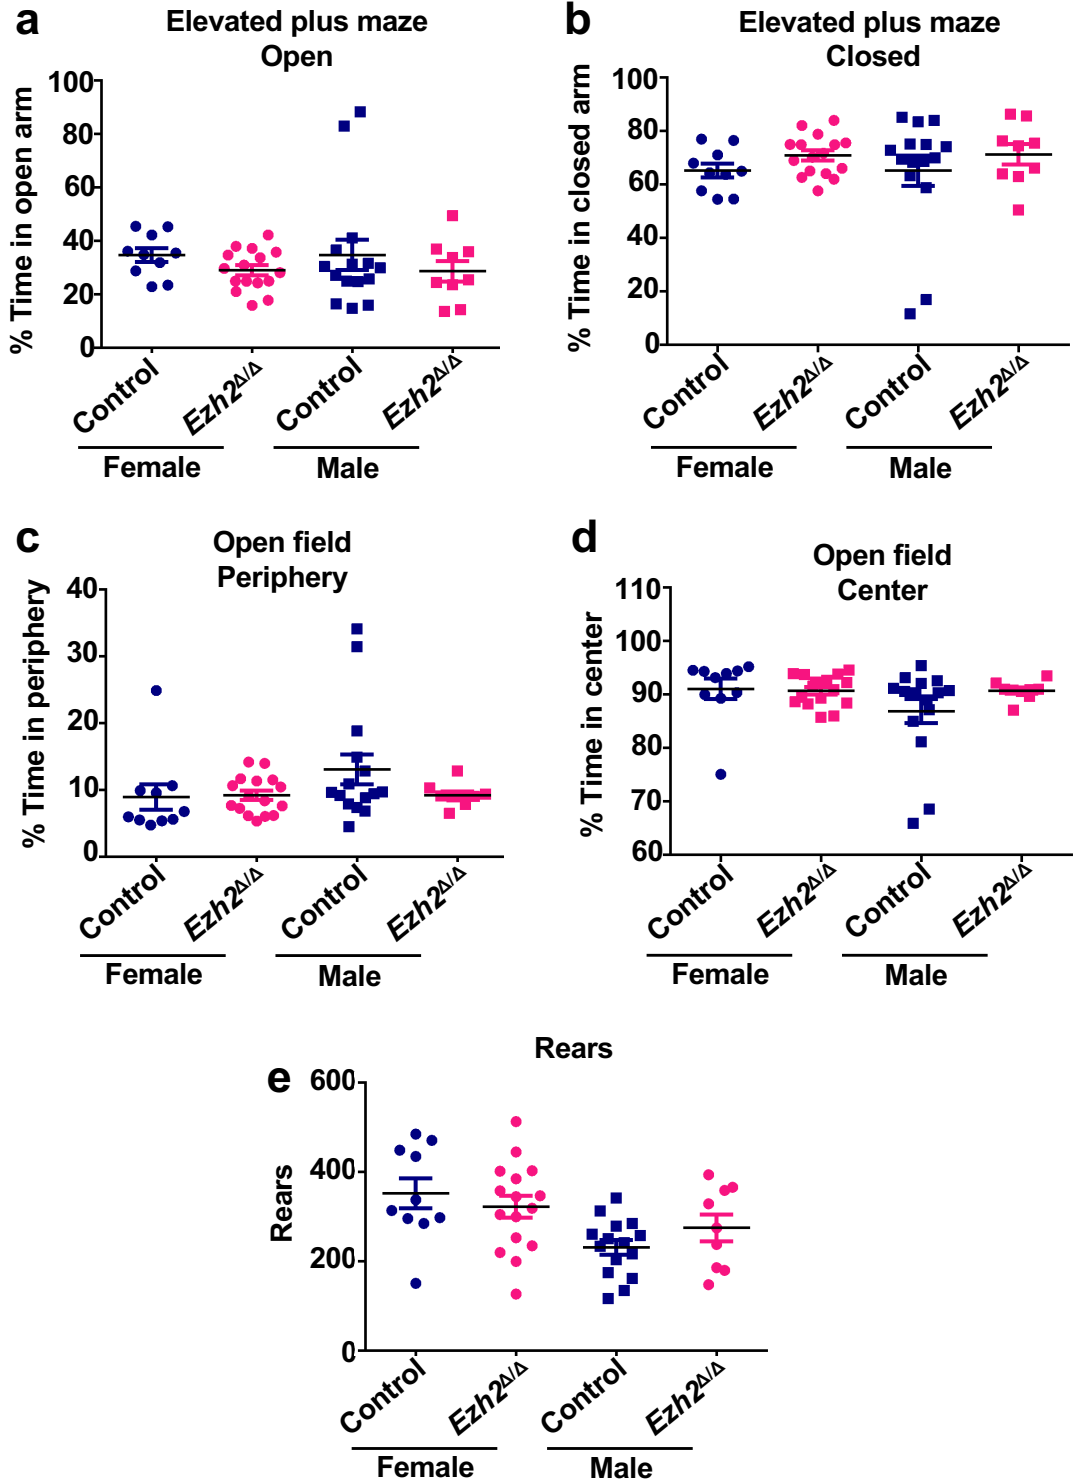 a
Elevated plus maze
Open
% Time in open arm
100
80
60
40
20
0
Control
Ezh2Δ/Δ
Control
Ezh2Δ/Δ
Female
Male
b
Elevated plus maze
Closed
% Time in closed arm
100
80
60
40
20
0
Control
Ezh2Δ/Δ
Control
Ezh2Δ/Δ
Female
Male
c
Open field
Periphery
% Time in periphery
40
30
20
10
0
Control
Ezh2Δ/Δ
Control
Ezh2Δ/Δ
Female
Male
d
Open field
Center
% Time in center
110
100
90
80
70
60
Control
Ezh2Δ/Δ
Control
Ezh2Δ/Δ
Female
Male
e
Rears
Rears
600
400
200
0
Control
Ezh2Δ/Δ
Control
Ezh2Δ/Δ
Female
Male